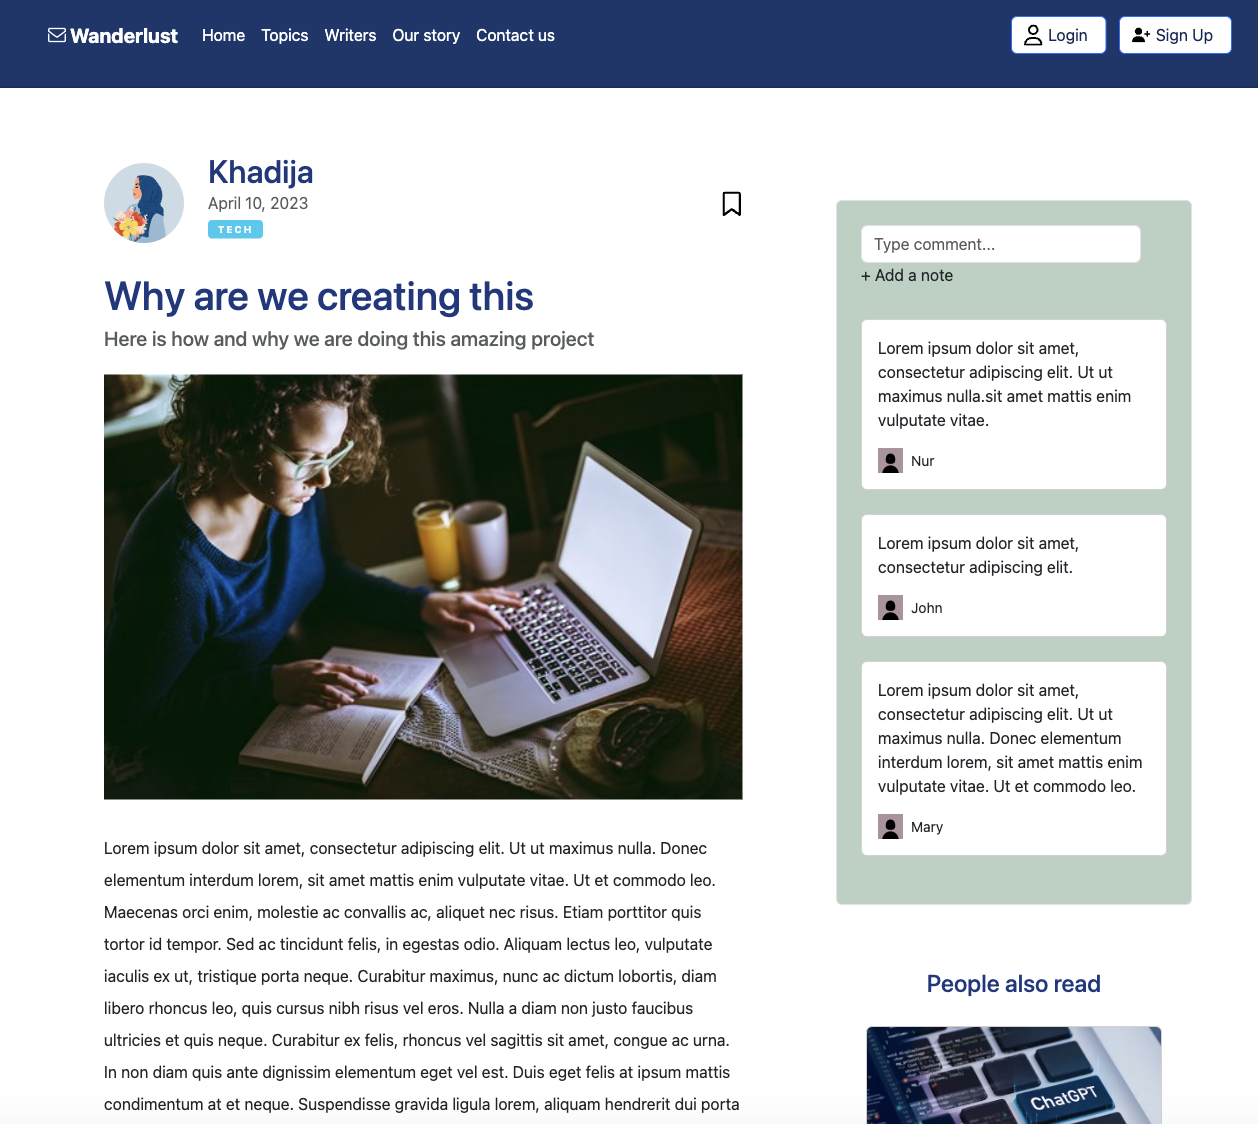 Wanderlust Home Topics Writers Our story Contact us Login Sign Up
Khadija
April 10, 2023
TECH
Why are we creating this
Here is how and why we are doing this amazing project
Lorem ipsum dolor sit amet, consectetur adipiscing elit. Ut ut maximus nulla. Donec
elementum interdum lorem, sit amet mattis enim vulputate vitae. Ut et commodo leo.
Maecenas orci enim, molestie ac convallis ac, aliquet nec risus. Etiam porttitor quis
tortor id tempor. Sed ac tincidunt felis, in egestas odio. Aliquam lectus leo, vulputate
iaculis ex ut, tristique porta neque. Curabitur maximus, nunc ac dictum lobortis, diam
libero rhoncus leo, quis cursus nibh risus vel eros. Nulla a diam non justo faucibus
ultricies et quis neque. Curabitur ex felis, rhoncus vel sagittis sit amet, congue ac urna.
In non diam quis ante dignissim elementum eget vel est. Duis eget felis at ipsum mattis
condimentum at et neque. Suspendisse gravida ligula lorem, aliquam hendrerit dui porta
Type comment...
+ Add a note
Lorem ipsum dolor sit amet,
consectetur adipiscing elit. Ut ut
maximus nulla.sit amet mattis enim
vulputate vitae.
Nur
Lorem ipsum dolor sit amet,
consectetur adipiscing elit.
John
Lorem ipsum dolor sit amet,
consectetur adipiscing elit. Ut ut
maximus nulla. Donec elementum
interdum lorem, sit amet mattis enim
vulputate vitae. Ut et commodo leo.
Mary
People also read
ChatGPT